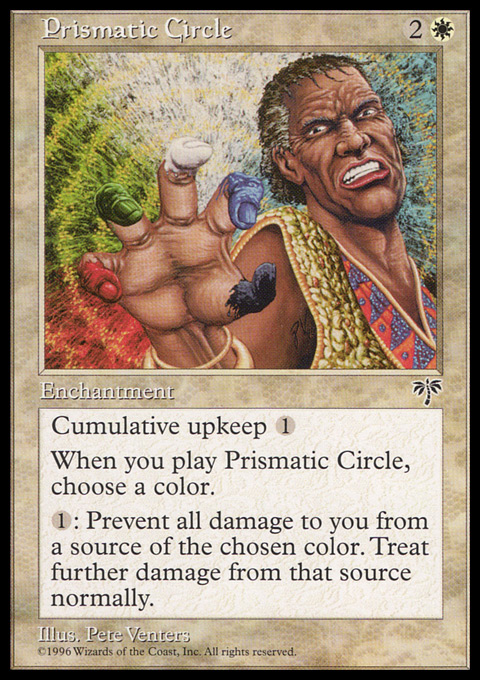 Prismatic Circle 2
Enchantment
Cumulative upkeep 1
When you play Prismatic Circle,
choose a color.
1: Prevent all damage to you from
a source of the chosen color. Treat
further damage from that source
normally.
Illus. Pete Venters
©1996 Wizards of the Coast, Inc. All rights reserved.